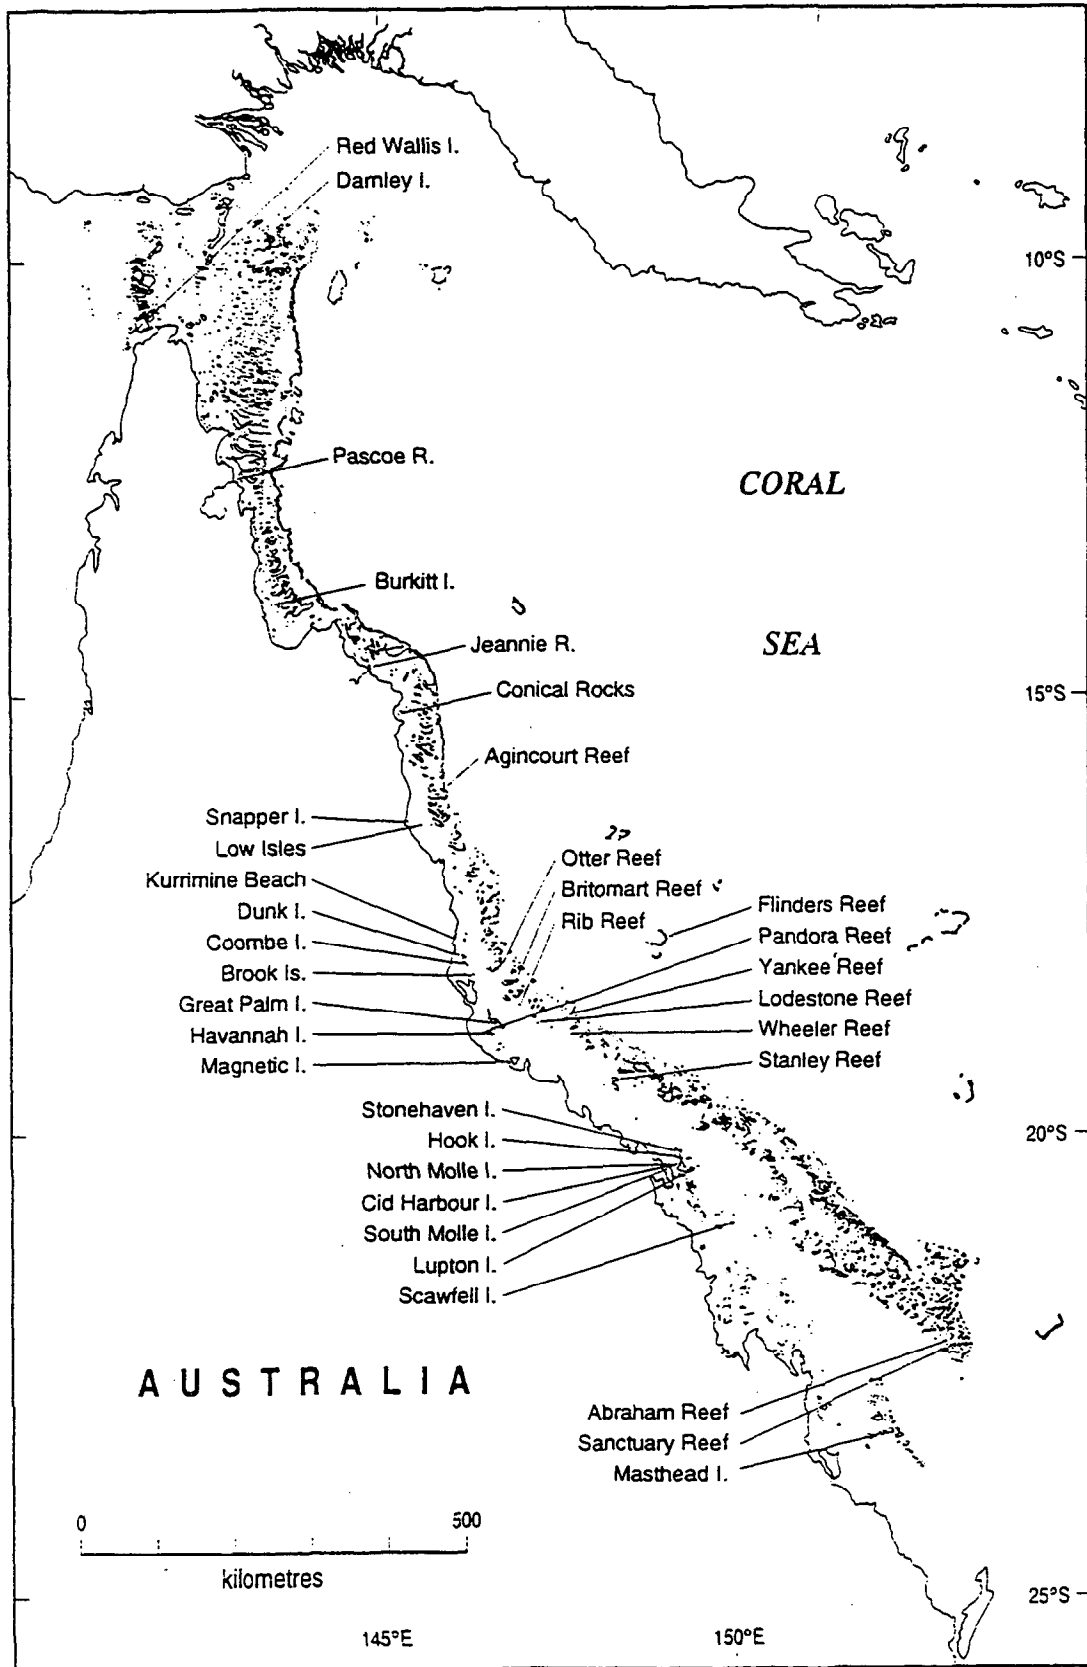 Red Wallis I.
Darnley I.
10°S
Pascoe R.
CORAL
Burkitt I.
SEA
Jeannie R.
Conical Rocks
15°S
Agincourt Reef
Snapper I.
Low Isles
Otter Reef
Kurrimine Beach
Britomart Reef
Dunk I.
Flinders Reef
Rib Reef
Coombe I.
Pandora Reef
Brook Is.
Yankee Reef
Great Palm I.
Lodestone Reef
Havannah I.
Wheeler Reef
Magnetic I.
Stanley Reef
Stonehaven I.
20°S
Hook I.
North Molle I.
Cid Harbour I.
South Molle I.
Lupton I.
Scawfell I.
AUSTRALIA
Abraham Reef
Sanctuary Reef
Masthead I.
0 500
kilometres
25°S
145°E 150°E